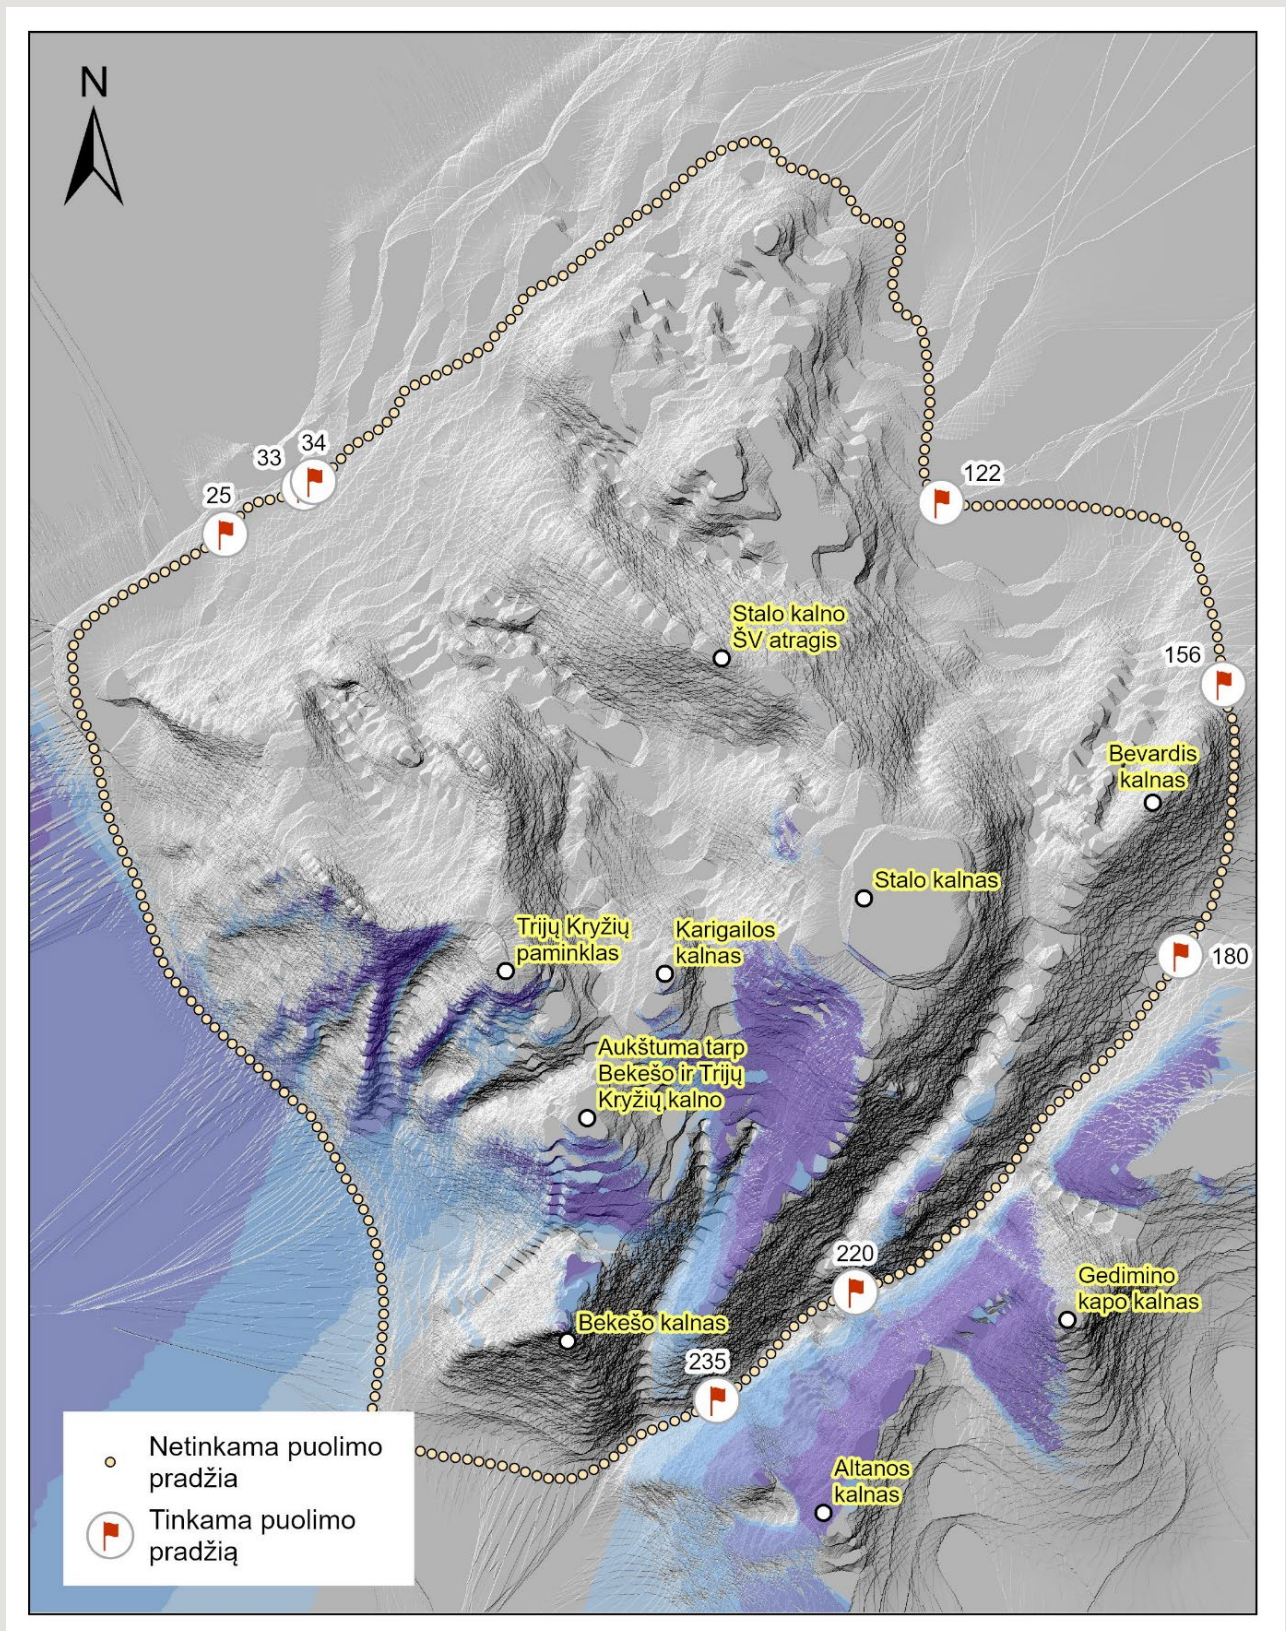 N
34
33
25
122
Stalo kalno
ŠV atragis
156
Bevardis
kalnas
Stalo kalnas
Trijų Kryžių
paminklas
Karigailos
kalnas
180
Aukštuma tarp
Bekešo ir Trijų
Kryžių kalno
220
Gedimino
kapo kalnas
Bekešo kalnas
235
Altanos
kalnas
Netinkama puolimo
pradžia
Tinkama puolimo
pradžią